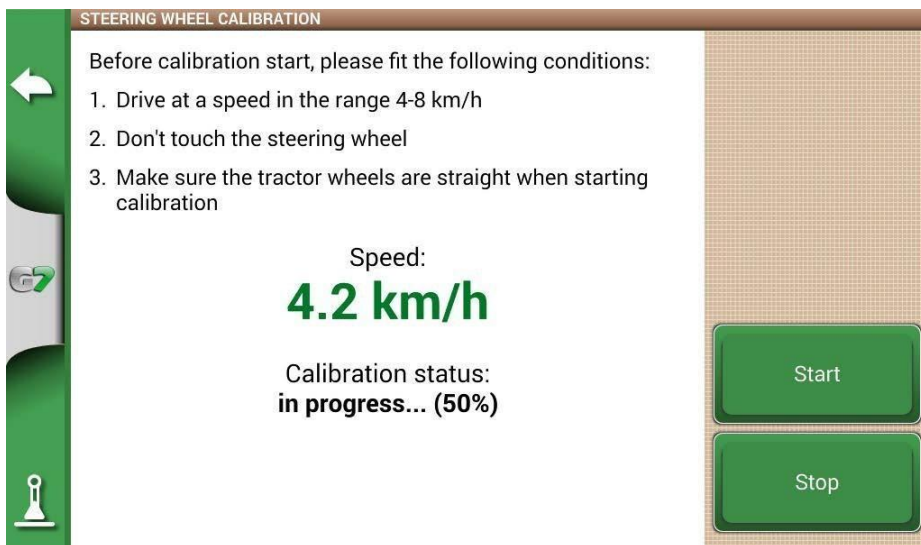 STEERING WHEEL CALIBRATION
Before calibration start, please fit the following conditions:
1. Drive at a speed in the range 4-8 km/h
2. Don't touch the steering wheel
3. Make sure the tractor wheels are straight when starting
calibration
Speed:
G7
4.2 km/h
Calibration status:
in progress... (50%)
Start
Stop